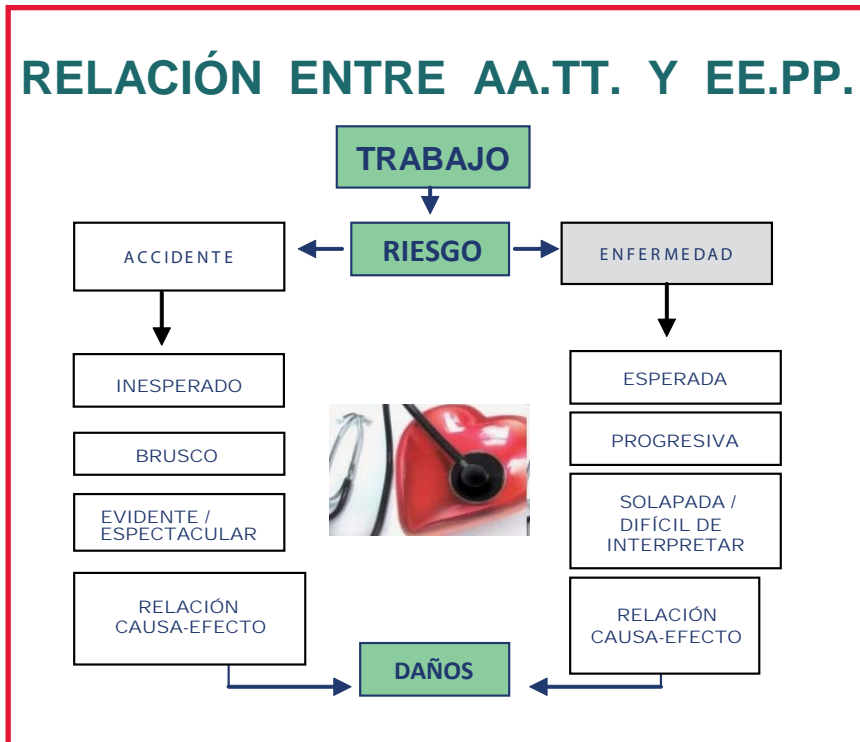 RELACIÓN ENTRE AA.TT. Y EE.PP.
TRABAJO
ACCIDENTE
RIESGO
ENFERMEDAD
INESPERADO
BRUSCO
EVIDENTE /
ESPECTACULAR
RELACIÓN
CAUSA-EFECTO
ESPERADA
PROGRESIVA
SOLAPADA /
DIFÍCIL DE
INTERPRETAR
RELACIÓN
CAUSA-EFECTO
DAÑOS